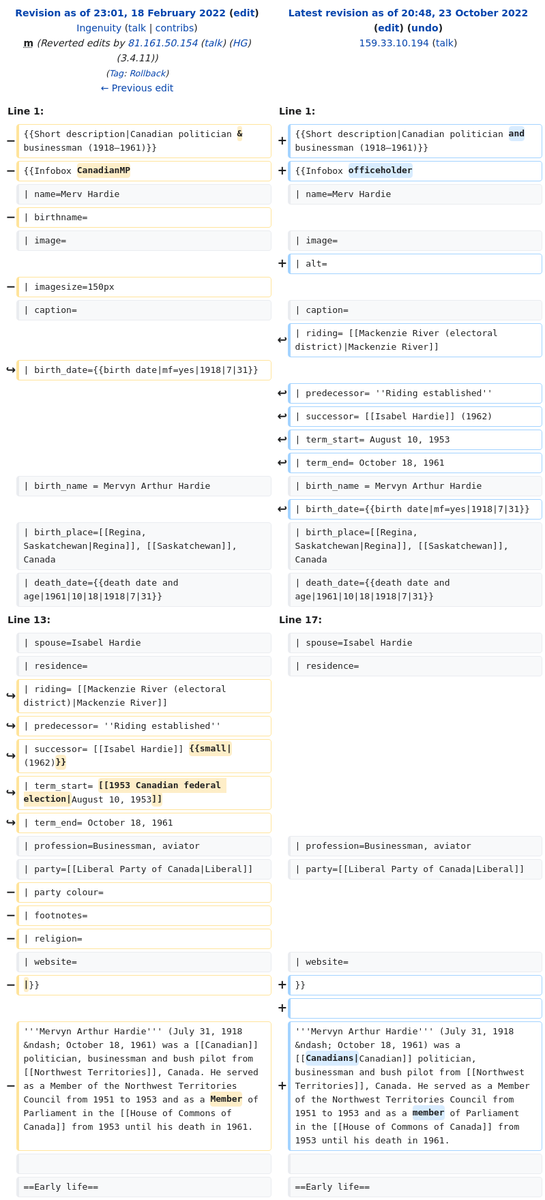 Revision as of 23:01, 18 February 2022 (edit)
Ingenuity (talk | contribs)
m (Reverted edits by 81.161.50.154 (talk) (HG)
(3.4.11))
(Tag: Rollback)
← Previous edit
Latest revision as of 20:48, 23 October 2022
(edit) (undo)
159.33.10.194 (talk)
Line 1:
Line 1:
− {{Short description|Canadian politician &
businessman (1918–1961)}}
+ {{Short description|Canadian politician and
businessman (1918–1961)}}
− {{Infobox CanadianMP
+ {{Infobox officeholder
| name=Merv Hardie
| name=Merv Hardie
− | birthname=
| image=
| image=
+ | alt=
− | imagesize=150px
| caption=
| caption=
↩ | riding= [[Mackenzie River (electoral
district)|Mackenzie River]]
↪ | birth_date={{birth date|mf=yes|1918|7|31}}
↩ | predecessor= ''Riding established''
↩ | successor= [[Isabel Hardie]] (1962)
↩ | term_start= August 10, 1953
↩ | term_end= October 18, 1961
| birth_name = Mervyn Arthur Hardie
| birth_name = Mervyn Arthur Hardie
↩ | birth_date={{birth date|mf=yes|1918|7|31}}
| birth_place=[[Regina,
Saskatchewan|Regina]], [[Saskatchewan]],
Canada
| birth_place=[[Regina,
Saskatchewan|Regina]], [[Saskatchewan]],
Canada
| death_date={{death date and
age|1961|10|18|1918|7|31}}
| death_date={{death date and
age|1961|10|18|1918|7|31}}
Line 13:
Line 17:
| spouse=Isabel Hardie
| spouse=Isabel Hardie
| residence=
| residence=
↪ | riding= [[Mackenzie River (electoral
district)|Mackenzie River]]
↪ | predecessor= ''Riding established''
↪ | successor= [[Isabel Hardie]] {{small|
(1962)}}
↪ | term_start= [[1953 Canadian federal
election|August 10, 1953]]
↪ | term_end= October 18, 1961
| profession=Businessman, aviator
| profession=Businessman, aviator
| party=[[Liberal Party of Canada|Liberal]]
| party=[[Liberal Party of Canada|Liberal]]
− | party colour=
− | footnotes=
− | religion=
| website=
| website=
− |}}
+ }}
+
− '''Mervyn Arthur Hardie''' (July 31, 1918
&ndash; October 18, 1961) was a [[Canadian]]
politician, businessman and bush pilot from
[[Northwest Territories]], Canada. He served
as a Member of the Northwest Territories
Council from 1951 to 1953 and as a Member of
Parliament in the [[House of Commons of
Canada]] from 1953 until his death in 1961.
+ '''Mervyn Arthur Hardie''' (July 31, 1918
&ndash; October 18, 1961) was a
[[Canadians|Canadian]] politician,
businessman and bush pilot from [[Northwest
Territories]], Canada. He served as a Member
of the Northwest Territories Council from
1951 to 1953 and as a member of Parliament
in the [[House of Commons of Canada]] from
1953 until his death in 1961.
==Early life==
==Early life==